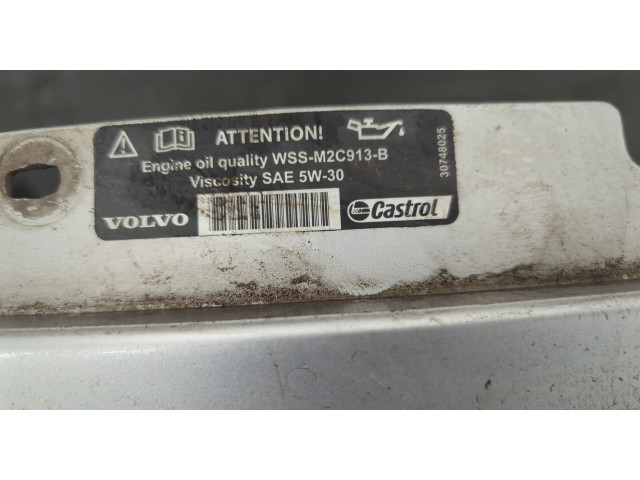 ATTENTION!
Engine oil quality WSS-M2C913-B
Viscosity SAE 5W-30
VOLVO
Castrol
30748025